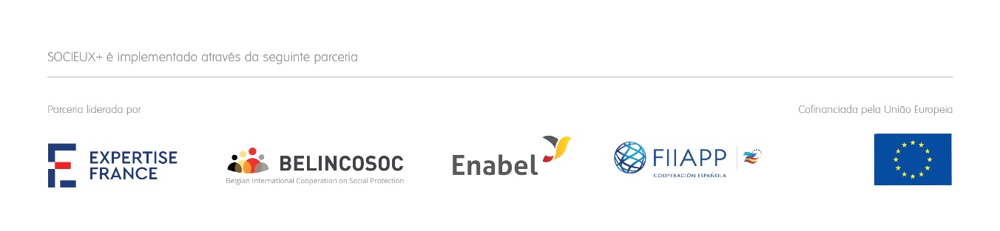 SOCIEUX+ é implementado através da seguinte parceria
Parceria liderada por
Cofinanciada pela União Europeia
EXPERTISE
FRANCE
BELINCOSOC
Belgian International Cooperation on Social Protection
Enabel
FIIAPP
COOPERACIÓN ESPAÑOLA